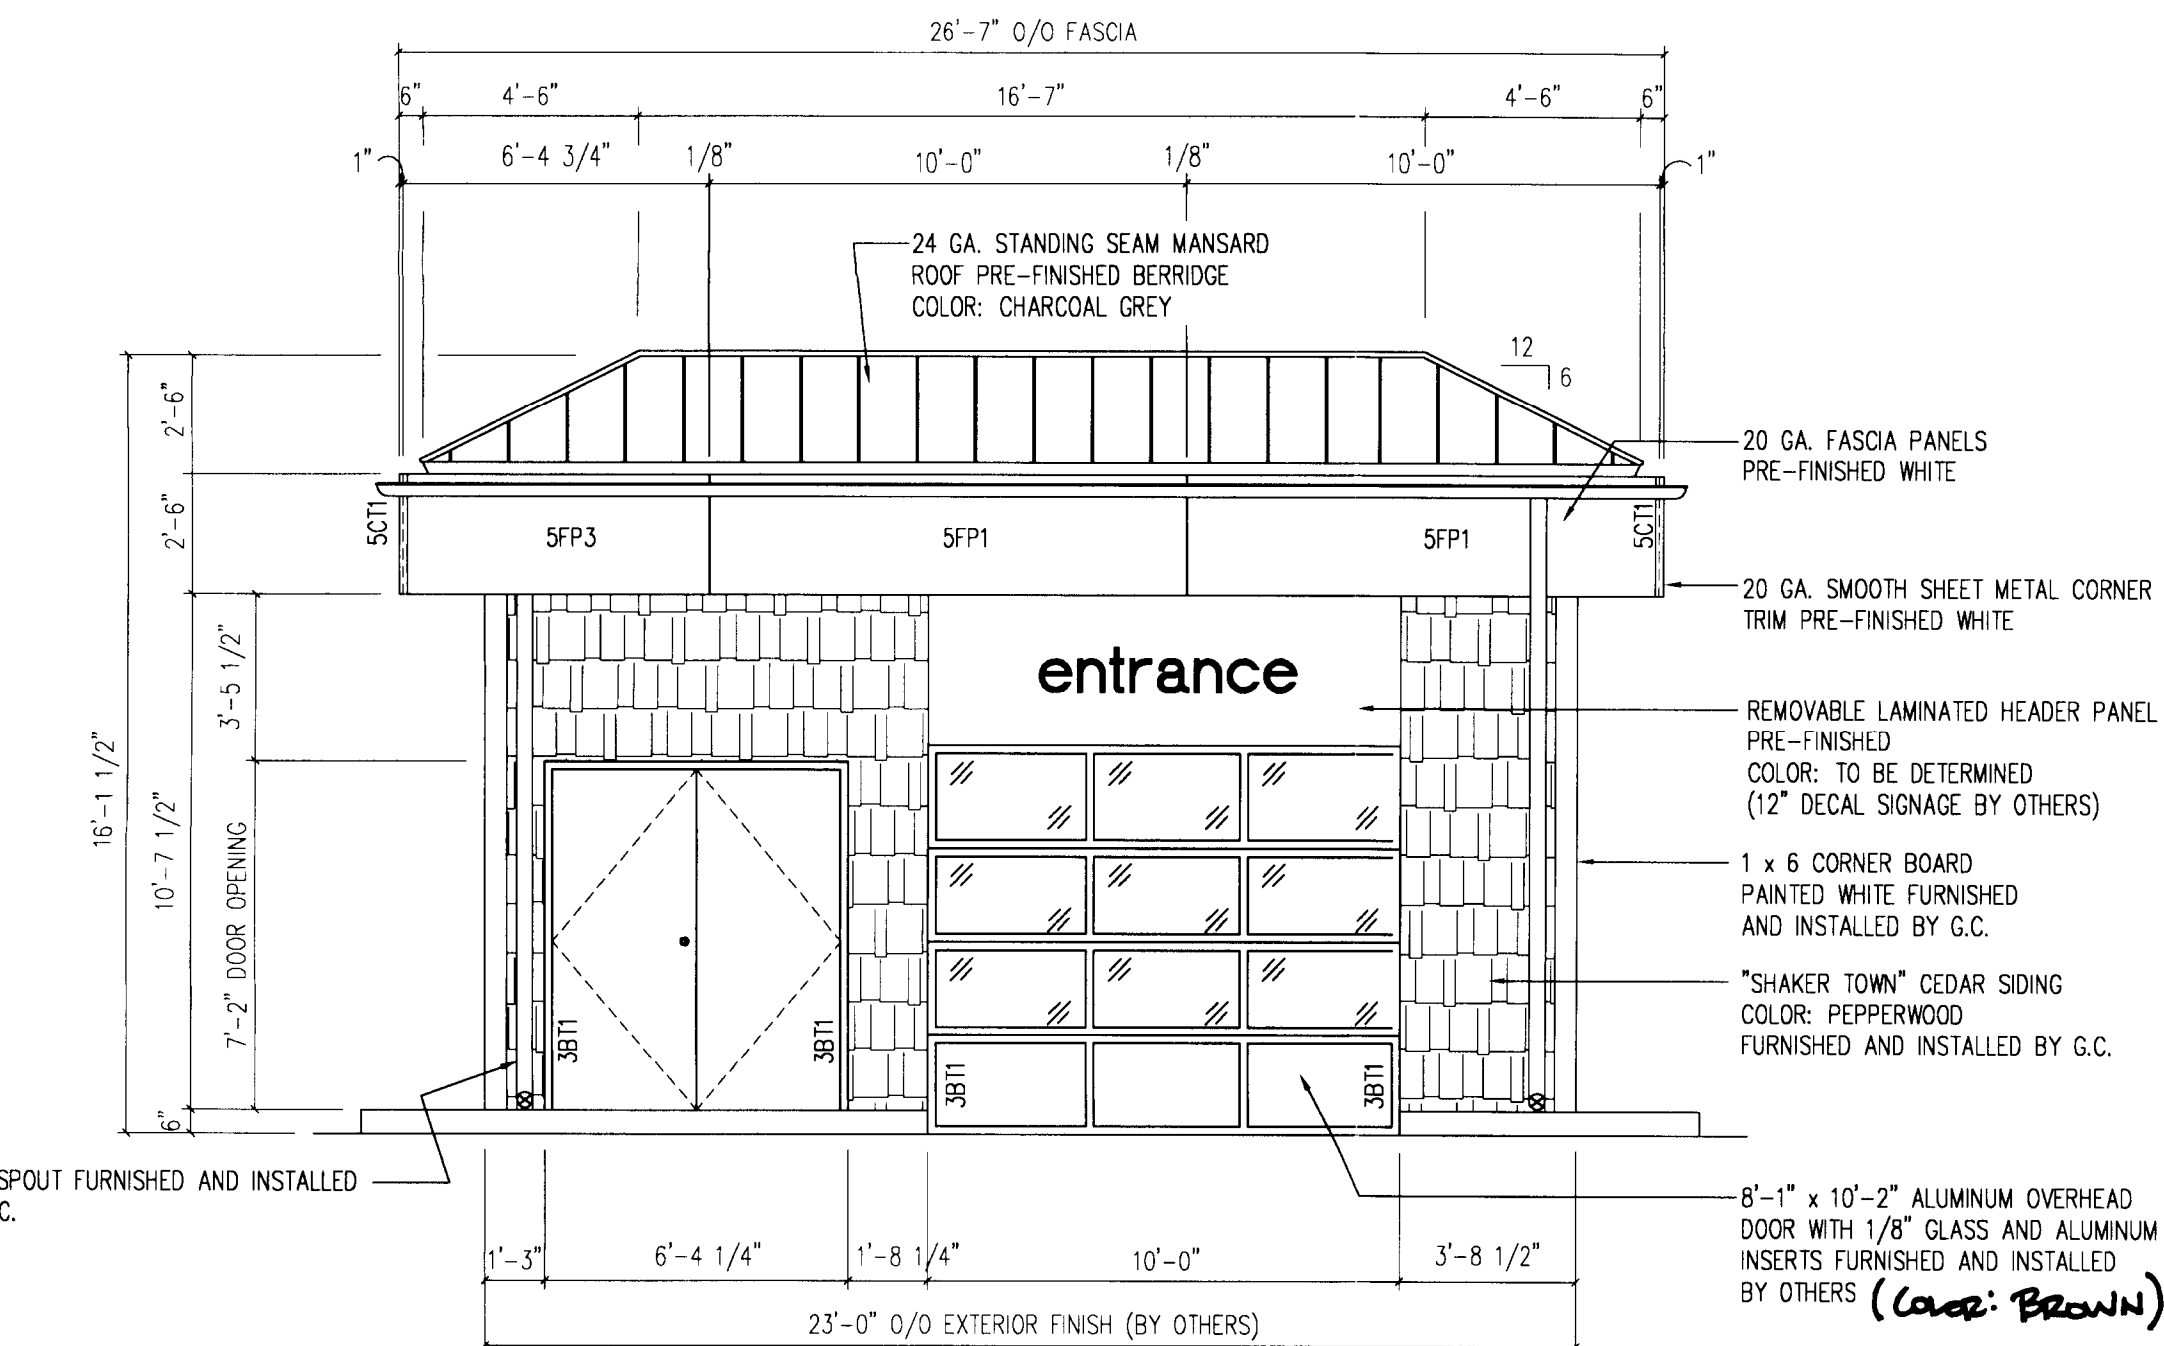 26'-7" O/O FASCIA
6" 4'-6" 16'-7" 4'-6" 6"
1" 6'-4 3/4" 1/8" 10'-0" 1/8" 10'-0" 1"
24 GA. STANDING SEAM MANSARD
ROOF PRE-FINISHED BERRIDGE
COLOR: CHARCOAL GREY
12
6
2'-6"
2'-6"
16'-1 1/2"
10'-7 1/2"
3'-5 1/2"
7'-2" DOOR OPENING
6"
20 GA. FASCIA PANELS
PRE-FINISHED WHITE
5CT1 5FP3 5FP1 5FP1 5CT1
20 GA. SMOOTH SHEET METAL CORNER
TRIM PRE-FINISHED WHITE
entrance
REMOVABLE LAMINATED HEADER PANEL
PRE-FINISHED
COLOR: TO BE DETERMINED
(12" DECAL SIGNAGE BY OTHERS)
1 x 6 CORNER BOARD
PAINTED WHITE FURNISHED
AND INSTALLED BY G.C.
"SHAKER TOWN" CEDAR SIDING
COLOR: PEPPERWOOD
FURNISHED AND INSTALLED BY G.C.
3BT1 3BT1 3BT1 3BT1
SPOUT FURNISHED AND INSTALLED
C.
8'-1" x 10'-2" ALUMINUM OVERHEAD
DOOR WITH 1/8" GLASS AND ALUMINUM
INSERTS FURNISHED AND INSTALLED
BY OTHERS (COLOR: BROWN)
1'-3" 6'-4 1/4" 1'-8 1/4" 10'-0" 3'-8 1/2"
23'-0" O/O EXTERIOR FINISH (BY OTHERS)